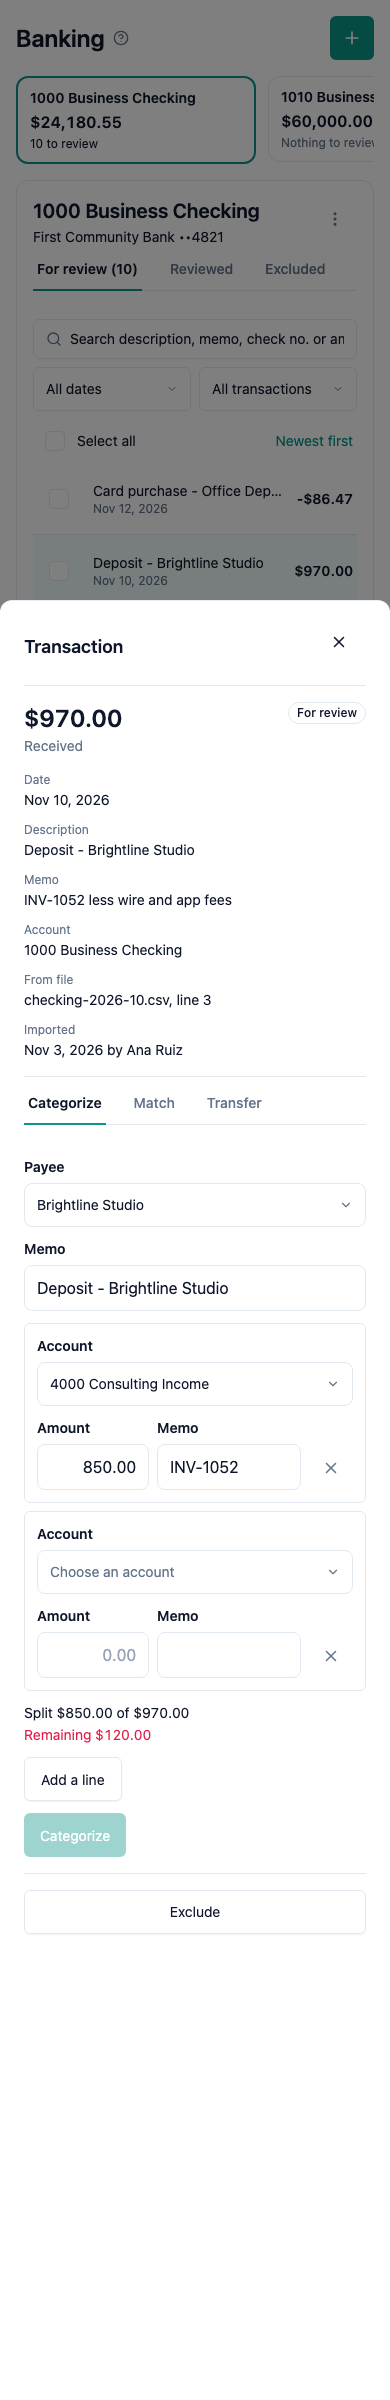 Banking
1000 Business Checking
$24,180.55
10 to review
1010 Business
$60,000.00
Nothing to review
1000 Business Checking
First Community Bank ••4821
For review (10)
Reviewed
Excluded
Search description, memo, check no. or am
All dates
All transactions
Select all
Newest first
Card purchase - Office Dep...
-$86.47
Nov 12, 2026
Deposit - Brightline Studio
$970.00
Nov 10, 2026
Transaction
$970.00
For review
Received
Date
Nov 10, 2026
Description
Deposit - Brightline Studio
Memo
INV-1052 less wire and app fees
Account
1000 Business Checking
From file
checking-2026-10.csv, line 3
Imported
Nov 3, 2026 by Ana Ruiz
Categorize
Match
Transfer
Payee
Brightline Studio
Memo
Deposit - Brightline Studio
Account
4000 Consulting Income
Amount
Memo
850.00
INV-1052
Account
Choose an account
Amount
Memo
0.00
Split $850.00 of $970.00
Remaining $120.00
Add a line
Categorize
Exclude